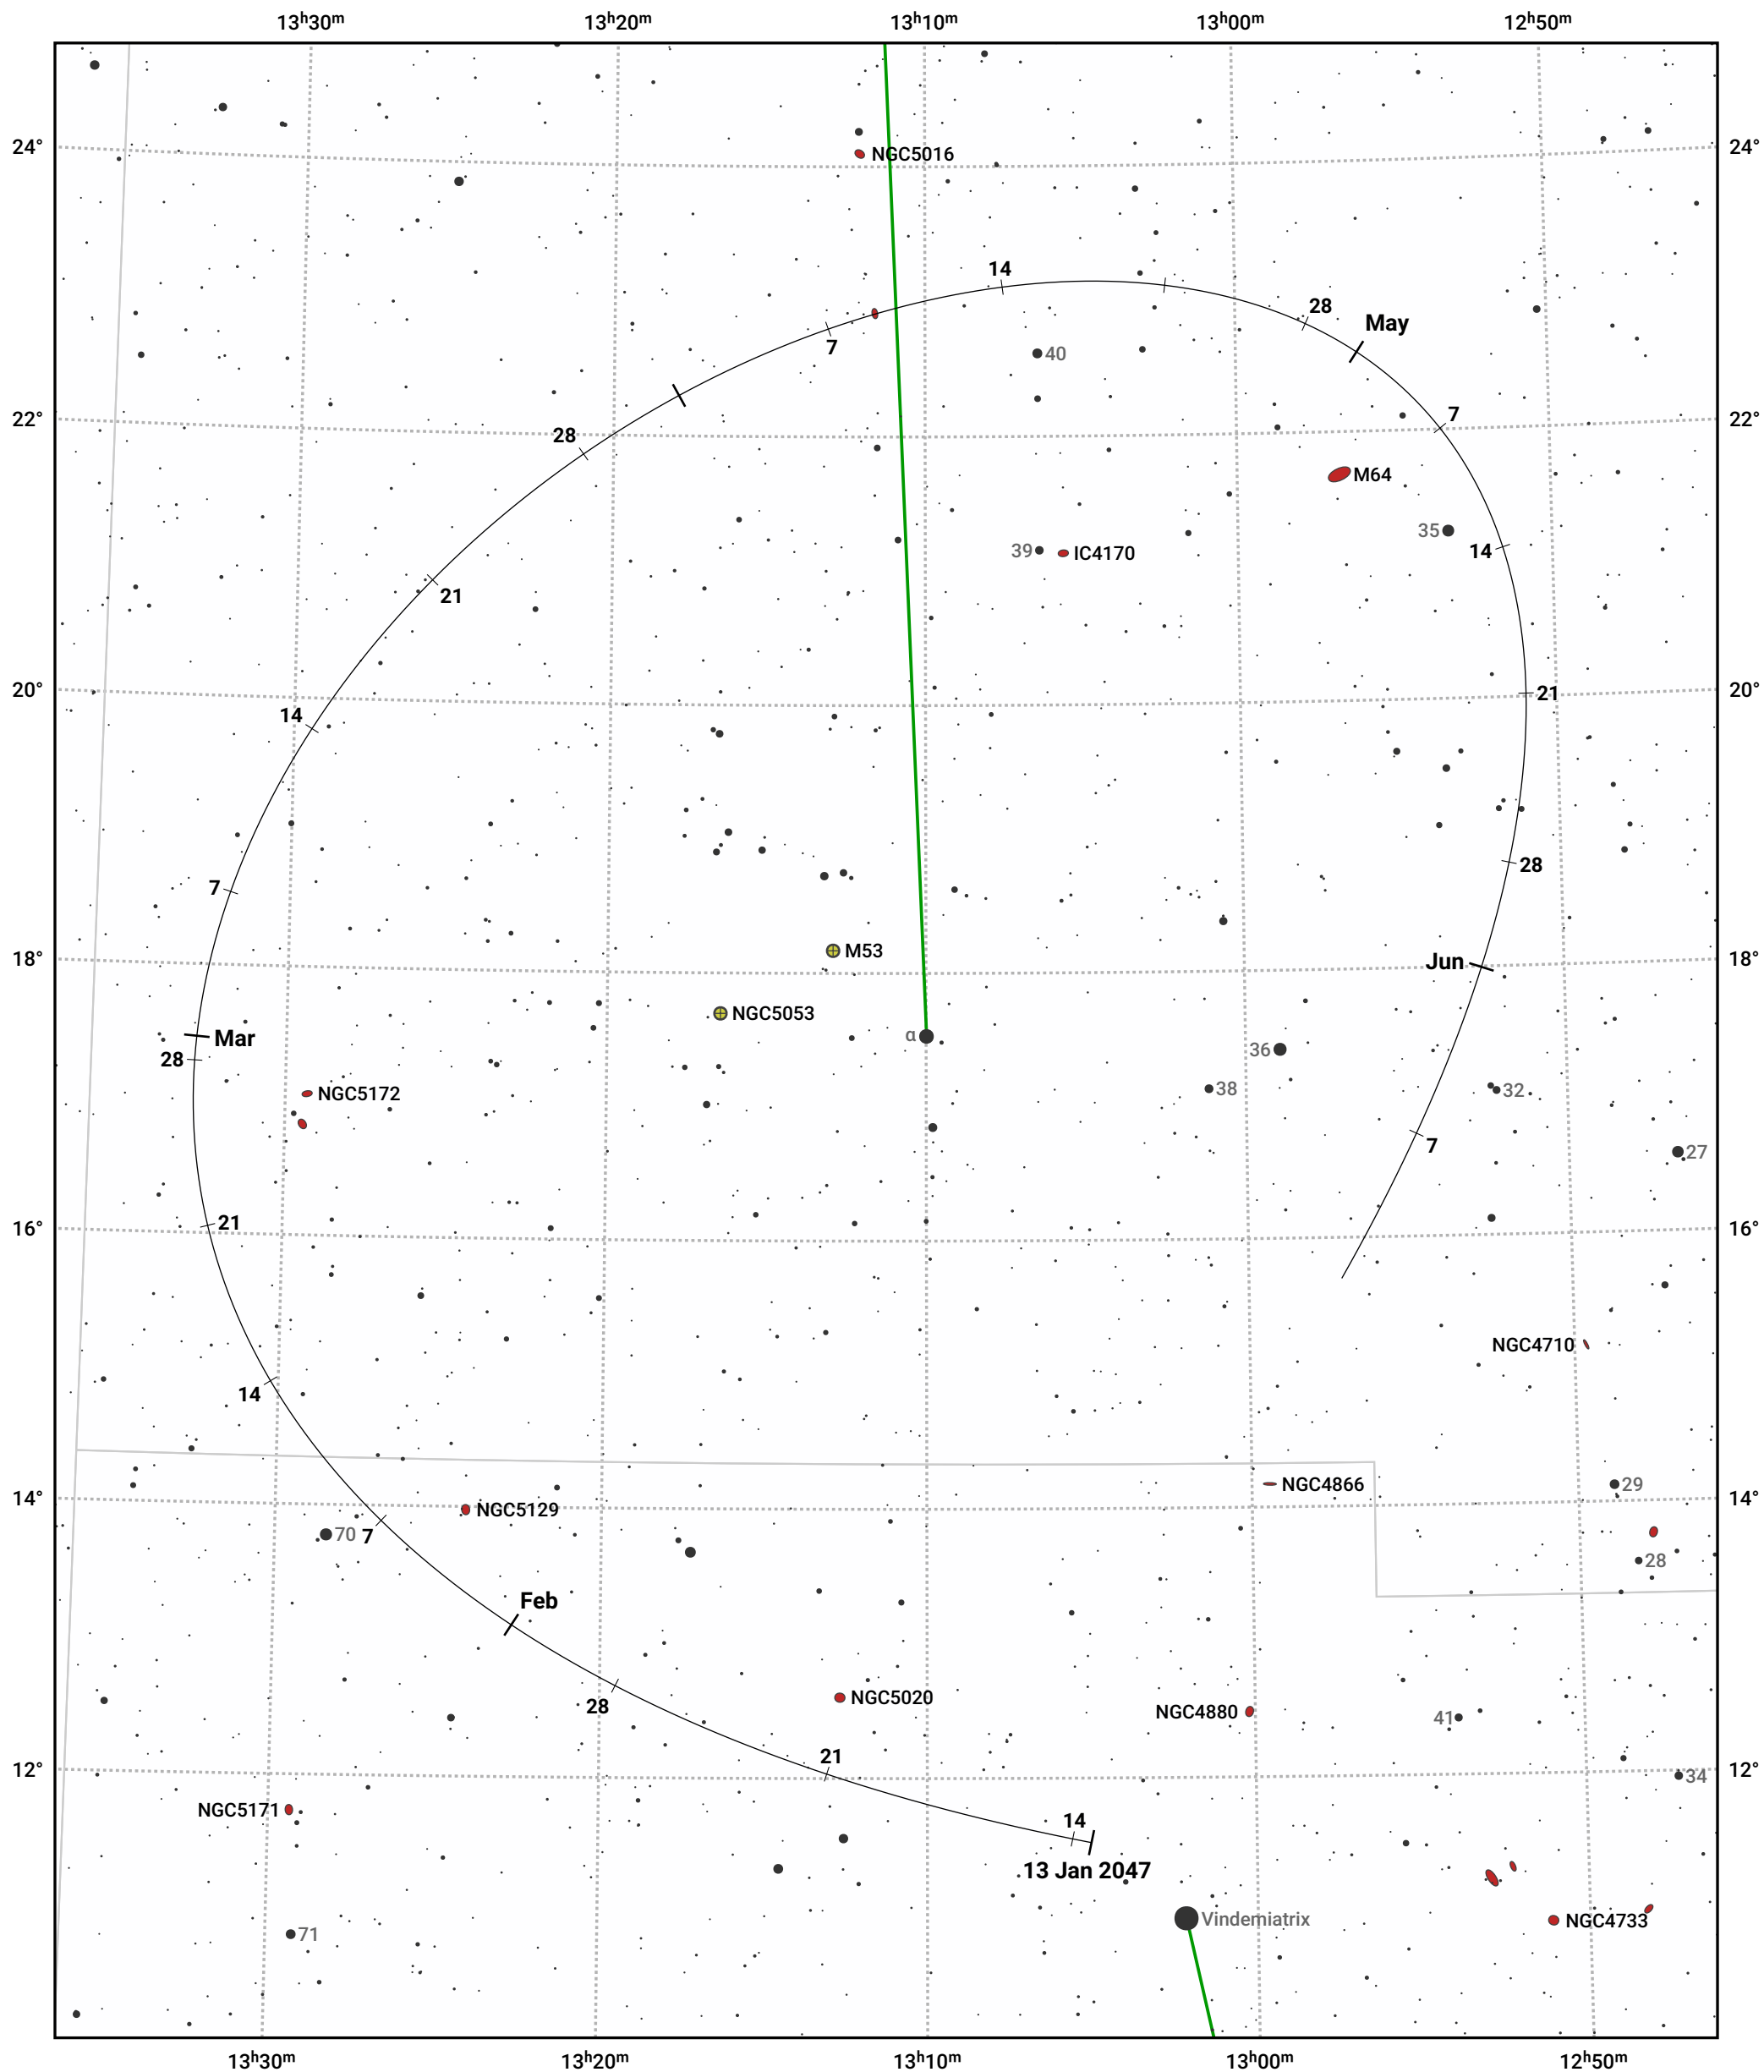 13h30m 13h20m 13h10m 13h00m 12h50m
24° 24°
NGC5016
14
28
May
7
40
22° 7 22°
28
M64
35
14
39 IC4170
21
20° 21 20°
14
28
7
M53
18° Jun 18°
NGC5053
Mar α
36
28
38 32
NGC5172
7
27
16° 21 16°
NGC4710
14
NGC4866 29
14° NGC5129 14°
70 7
28
Feb
NGC5020
28 NGC4880 41
21
12° 34 12°
NGC5171
14
13 Jan 2047
Vindemiatrix NGC4733
71
13h30m 13h20m 13h10m 13h00m 12h50m